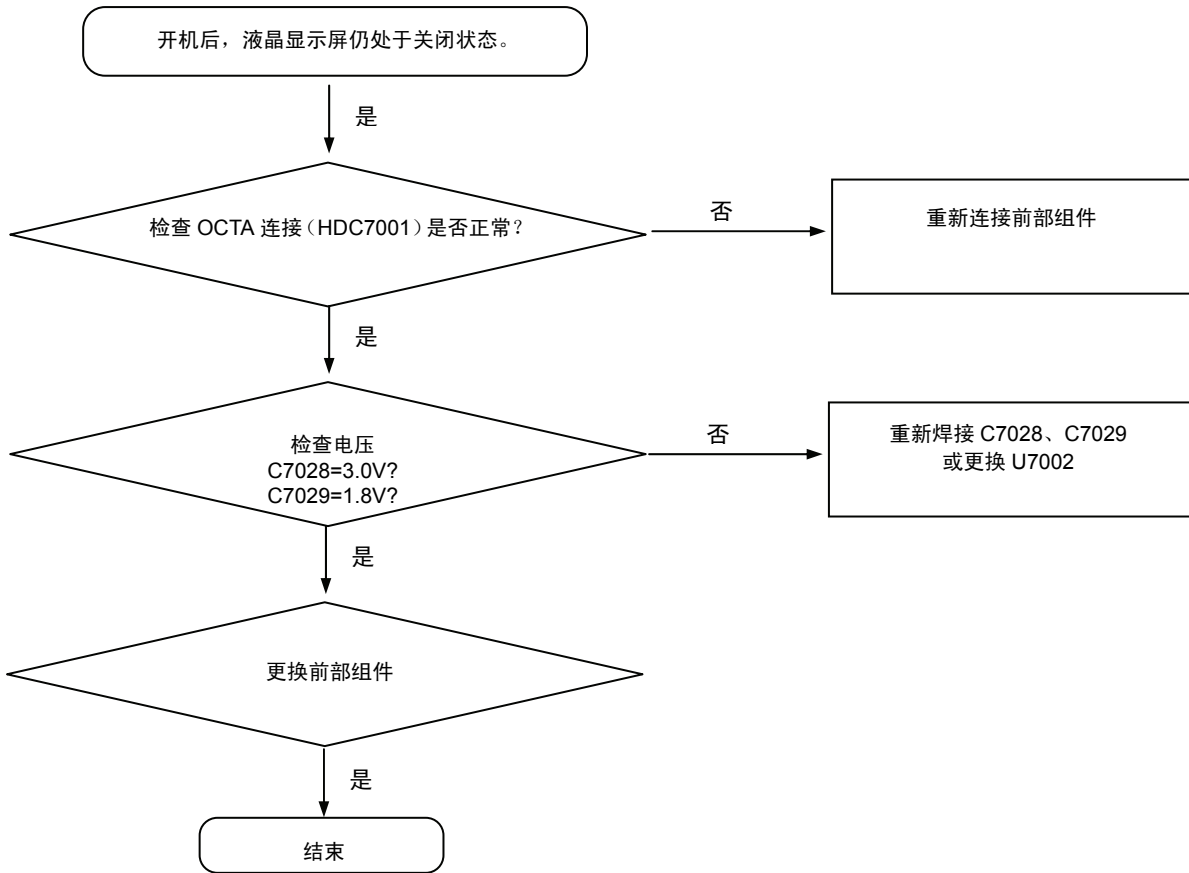 开机后，液晶显示屏仍处于关闭状态。
是
检查 OCTA 连接（HDC7001）是否正常？
否
重新连接前部组件
是
检查电压
C7028=3.0V?
C7029=1.8V?
否
重新焊接 C7028、C7029
或更换 U7002
是
更换前部组件
是
结束